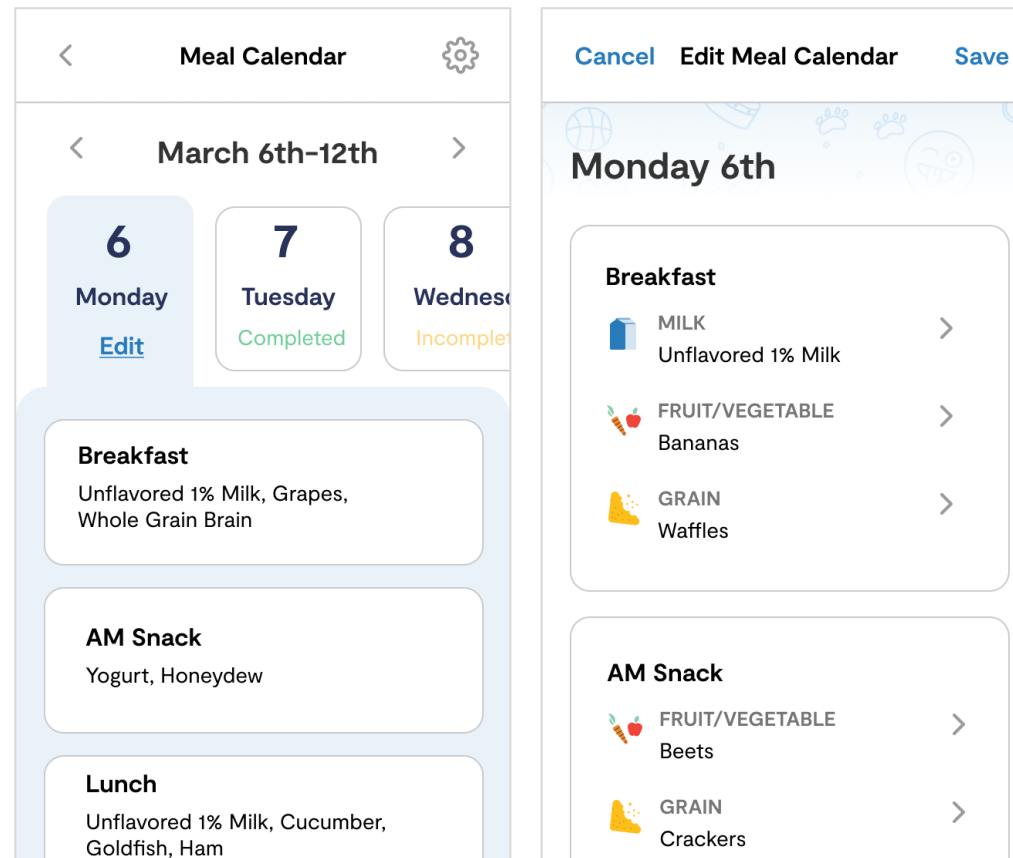 Meal Calendar
March 6th-12th
6
Monday
Edit
7
Tuesday
Completed
8
Wednesd
Incomplet
Breakfast
Unflavored 1% Milk, Grapes,
Whole Grain Brain
AM Snack
Yogurt, Honeydew
Lunch
Unflavored 1% Milk, Cucumber,
Goldfish, Ham
Cancel Edit Meal Calendar Save
Monday 6th
Breakfast
MILK
Unflavored 1% Milk
FRUIT/VEGETABLE
Bananas
GRAIN
Waffles
AM Snack
FRUIT/VEGETABLE
Beets
GRAIN
Crackers